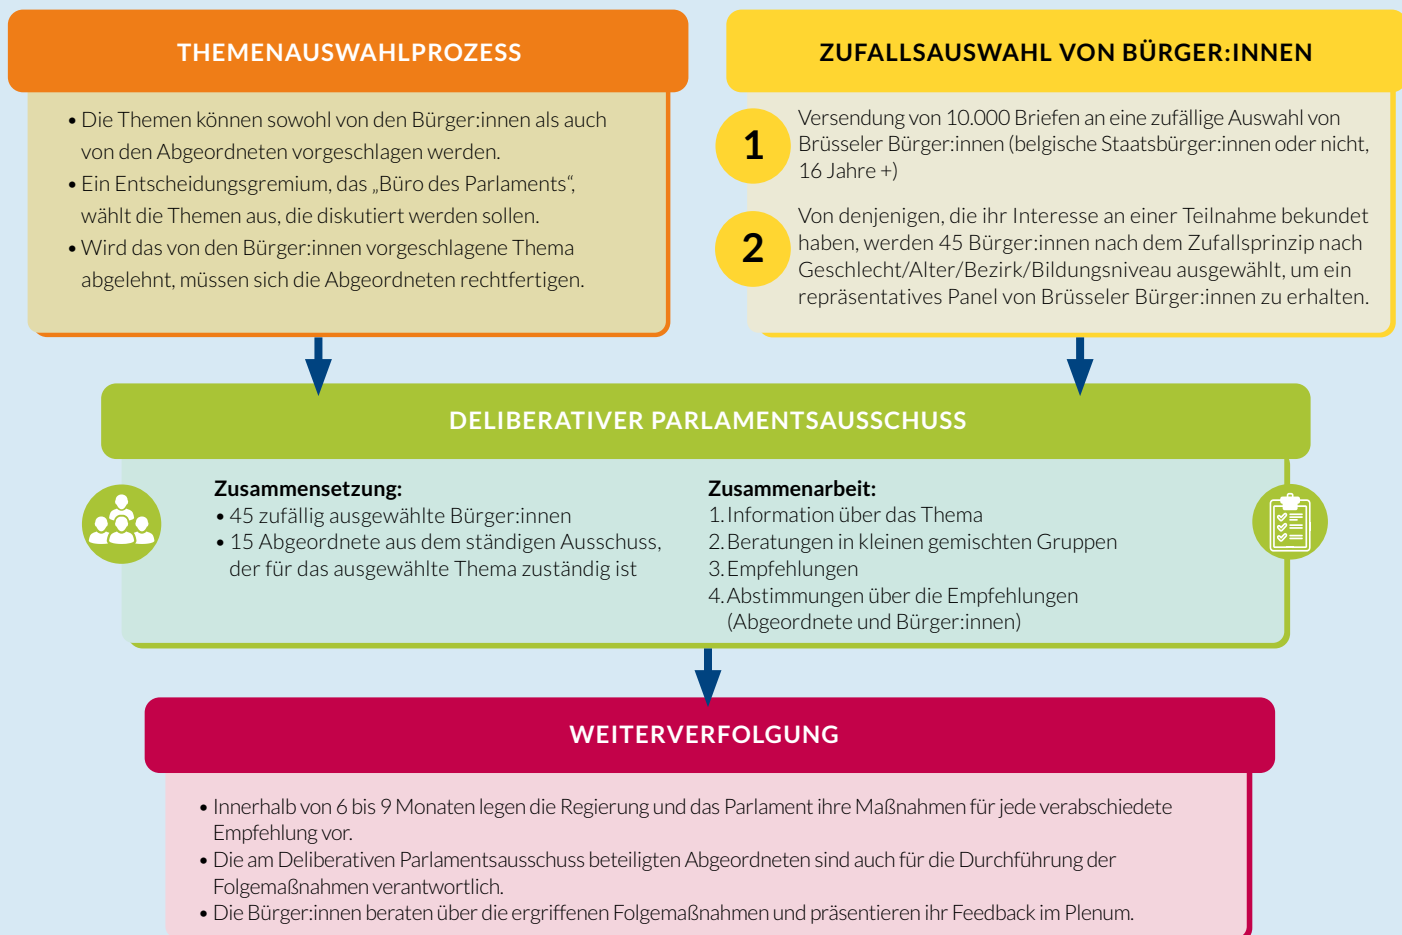 THEMENAUSWAHLPROZESS
• Die Themen können sowohl von den Bürger:innen als auch
von den Abgeordneten vorgeschlagen werden.
• Ein Entscheidungsgremium, das „Büro des Parlaments“,
wählt die Themen aus, die diskutiert werden sollen.
• Wird das von den Bürger:innen vorgeschlagene Thema
abgelehnt, müssen sich die Abgeordneten rechtfertigen.
ZUFALLSAUSWAHL VON BÜRGER:INNEN
1
Versendung von 10.000 Briefen an eine zufällige Auswahl von
Brüsseler Bürger:innen (belgische Staatsbürger:innen oder nicht,
16 Jahre +)
2
Von denjenigen, die ihr Interesse an einer Teilnahme bekundet
haben, werden 45 Bürger:innen nach dem Zufallsprinzip nach
Geschlecht/Alter/Bezirk/Bildungsniveau ausgewählt, um ein
repräsentatives Panel von Brüsseler Bürger:innen zu erhalten.
DELIBERATIVER PARLAMENTSAUSSCHUSS
Zusammensetzung:
• 45 zufällig ausgewählte Bürger:innen
• 15 Abgeordnete aus dem ständigen Ausschuss,
der für das ausgewählte Thema zuständig ist
Zusammenarbeit:
1. Information über das Thema
2. Beratungen in kleinen gemischten Gruppen
3. Empfehlungen
4. Abstimmungen über die Empfehlungen
(Abgeordnete und Bürger:innen)
WEITERVERFOLGUNG
• Innerhalb von 6 bis 9 Monaten legen die Regierung und das Parlament ihre Maßnahmen für jede verabschiedete
Empfehlung vor.
• Die am Deliberativen Parlamentsausschuss beteiligten Abgeordneten sind auch für die Durchführung der
Folgemaßnahmen verantwortlich.
• Die Bürger:innen beraten über die ergriffenen Folgemaßnahmen und präsentieren ihr Feedback im Plenum.